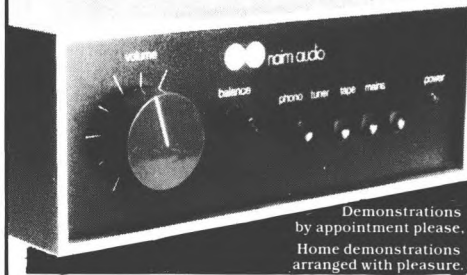 volume
naim audio
balance
phono tuner tape mains
power
Demonstrations
by appointment please,
Home demonstrations
arranged with pleasure